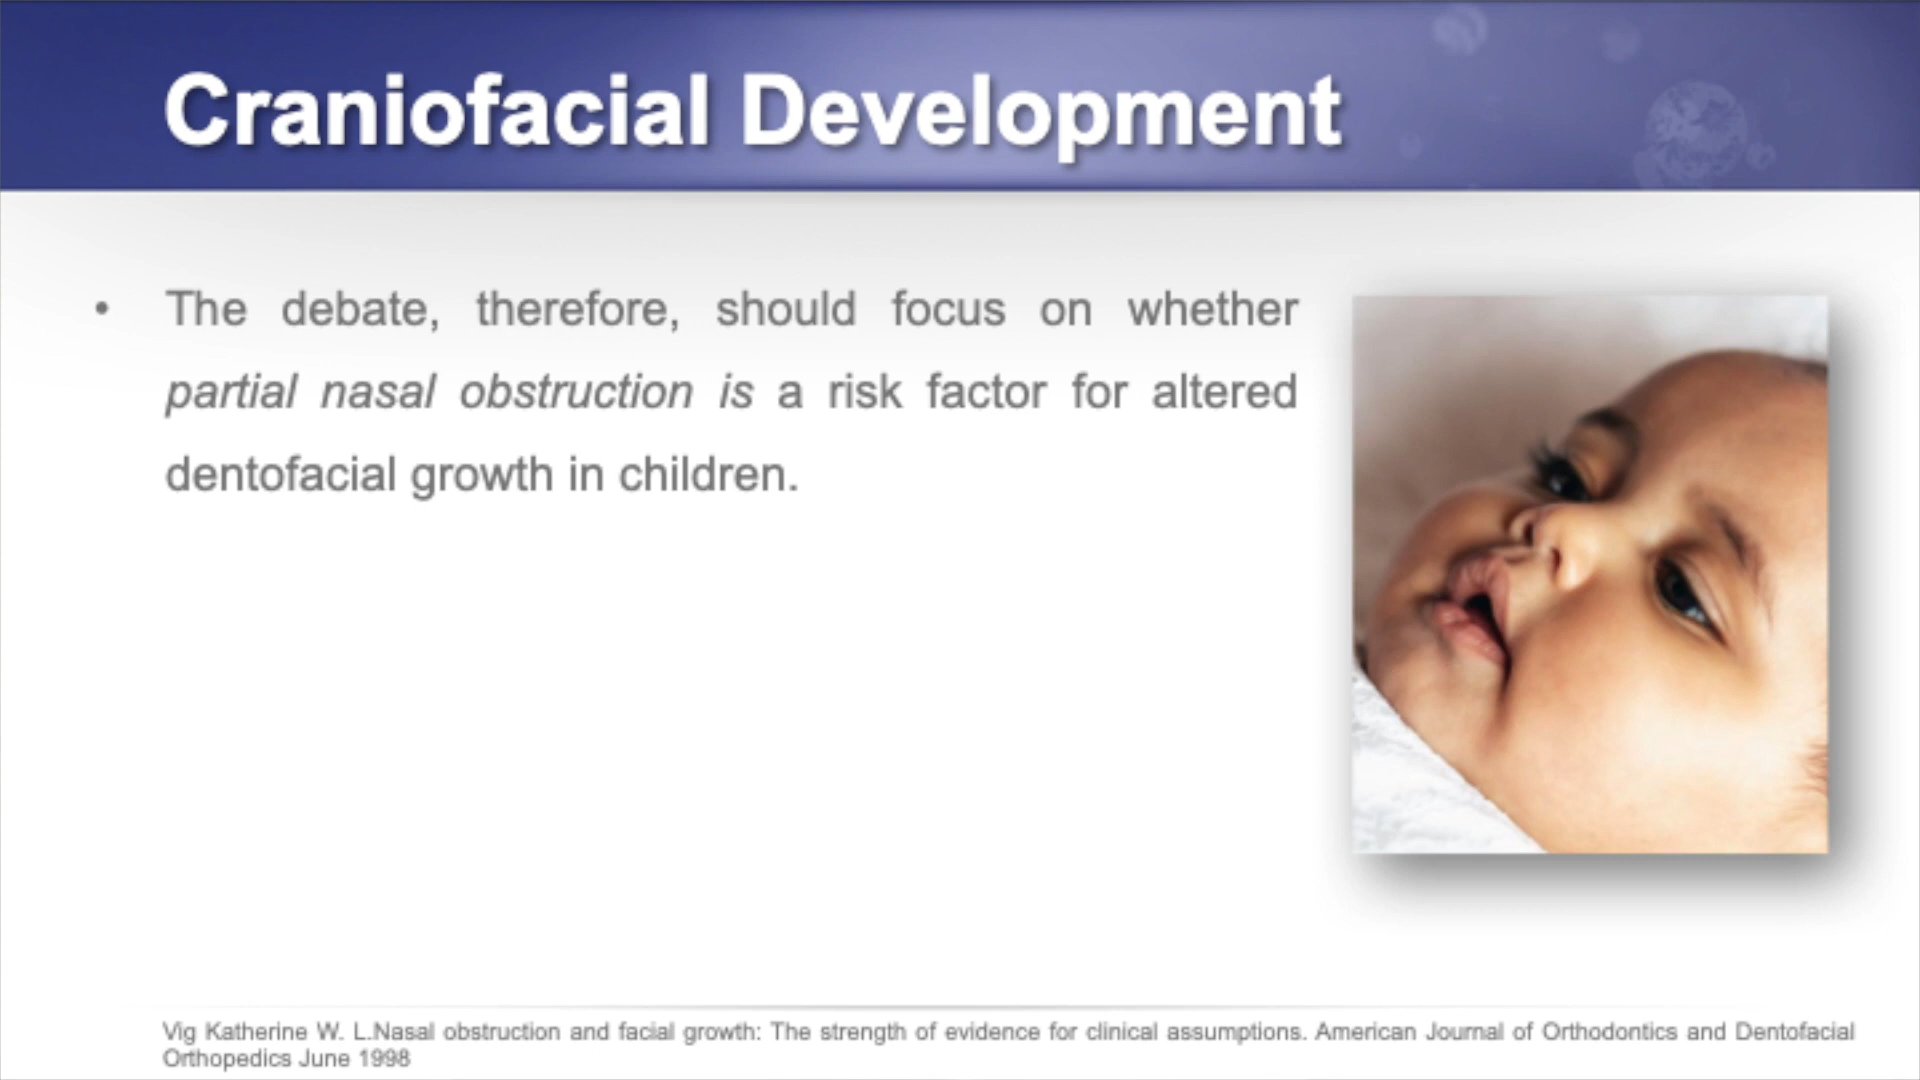 Craniofacial Development
• The debate, therefore, should focus on whether
partial nasal obstruction is a risk factor for altered
dentofacial growth in children.
Vig Katherine W. L.Nasal obstruction and facial growth: The strength of evidence for clinical assumptions. American Journal of Orthodontics and Dentofacial
Orthopedics June 1998